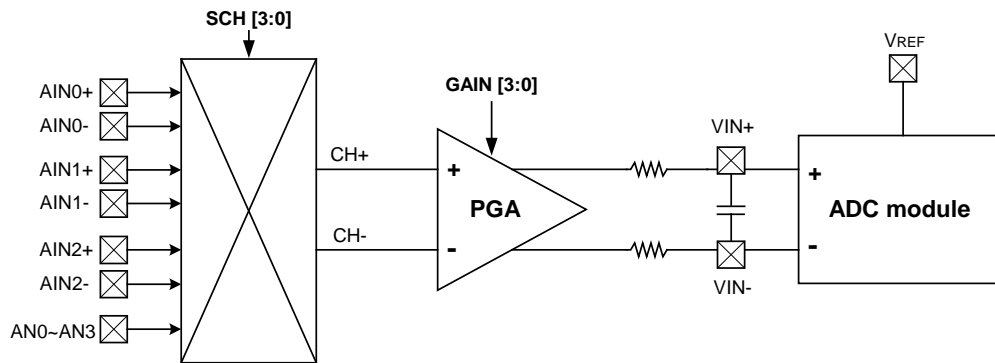 SCH [3:0]
VREF
GAIN [3:0]
AIN0+
AIN0-
AIN1+
AIN1-
AIN2+
AIN2-
AN0~AN3
CH+
CH-
+
-
PGA
VIN+
VIN-
+
-
ADC module